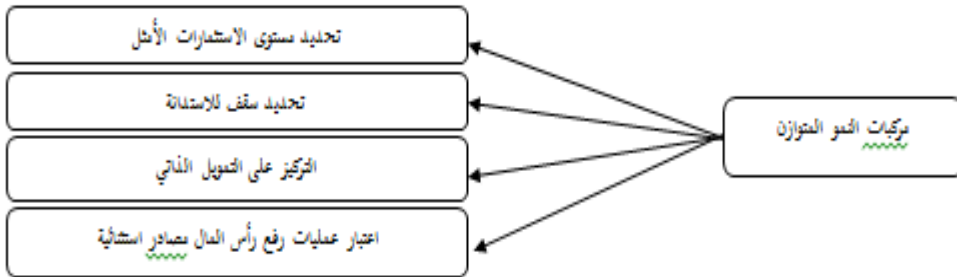 مركبات النمو المتوازن
تحديد مستوى الاستثمارات الأمثل
تحديد سقف للاستدانة
التركيز على التمويل الذاتي
اعتبار عمليات رفع رأس المال مصادر استثنائية